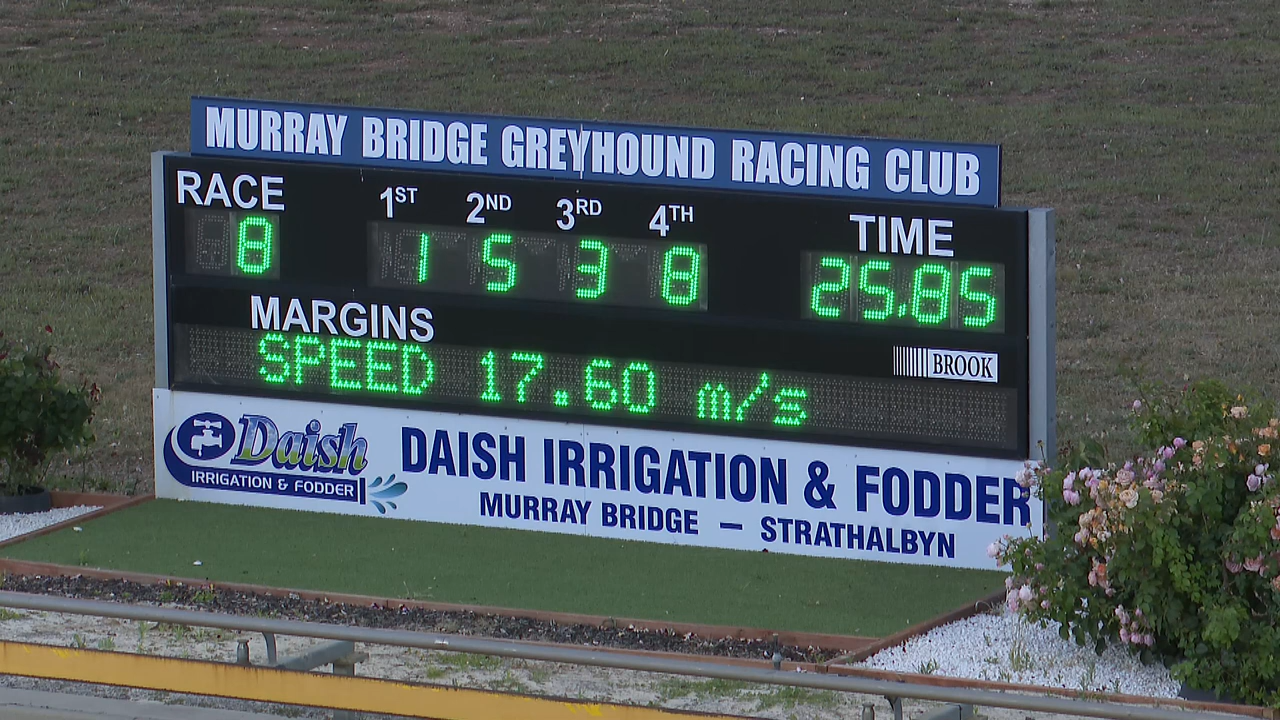 MURRAY BRIDGE GREYHOUND RACING CLUB
RACE 1ST 2ND 3RD 4TH TIME
8 1 5 3 8 25.85
MARGINS
BROOK
SPEED 17.60 m/s
Daish
IRRIGATION & FODDER
DAISH IRRIGATION & FODDER
MURRAY BRIDGE – STRATHALBYN